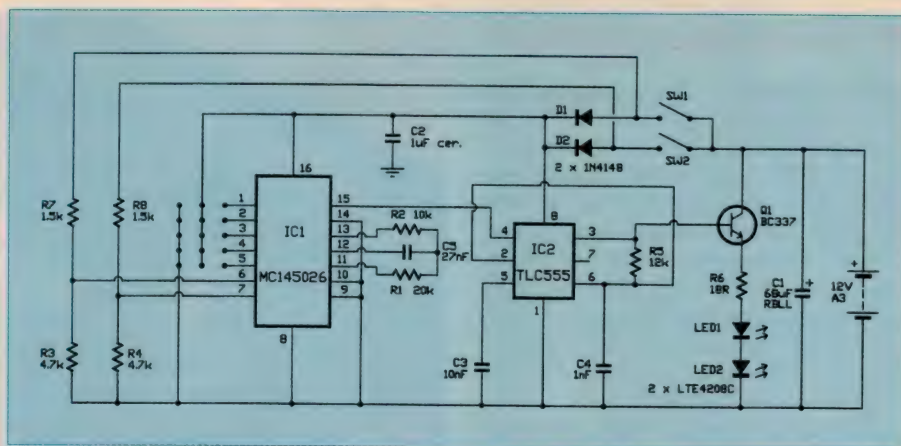 SW1
D1
SW2
D2
2 x 1N4148
C2
1uF cer.
16
R7
1.5k
R8
1.5k
1
2
3
4
5
6
7
IC1
MC145026
15
14
13
12
11
10
9
8
R2 10k
C5
27nF
R1 20k
8
4
2
5
IC2
TLC555
3
7
6
1
R5
12k
Q1
BC337
R6
18R
C1
68uF
RBLL
+
+
12V
A3
R3
4.7k
R4
4.7k
C3
10nF
C4
1nF
LED1
LED2
2 x LTE4208C